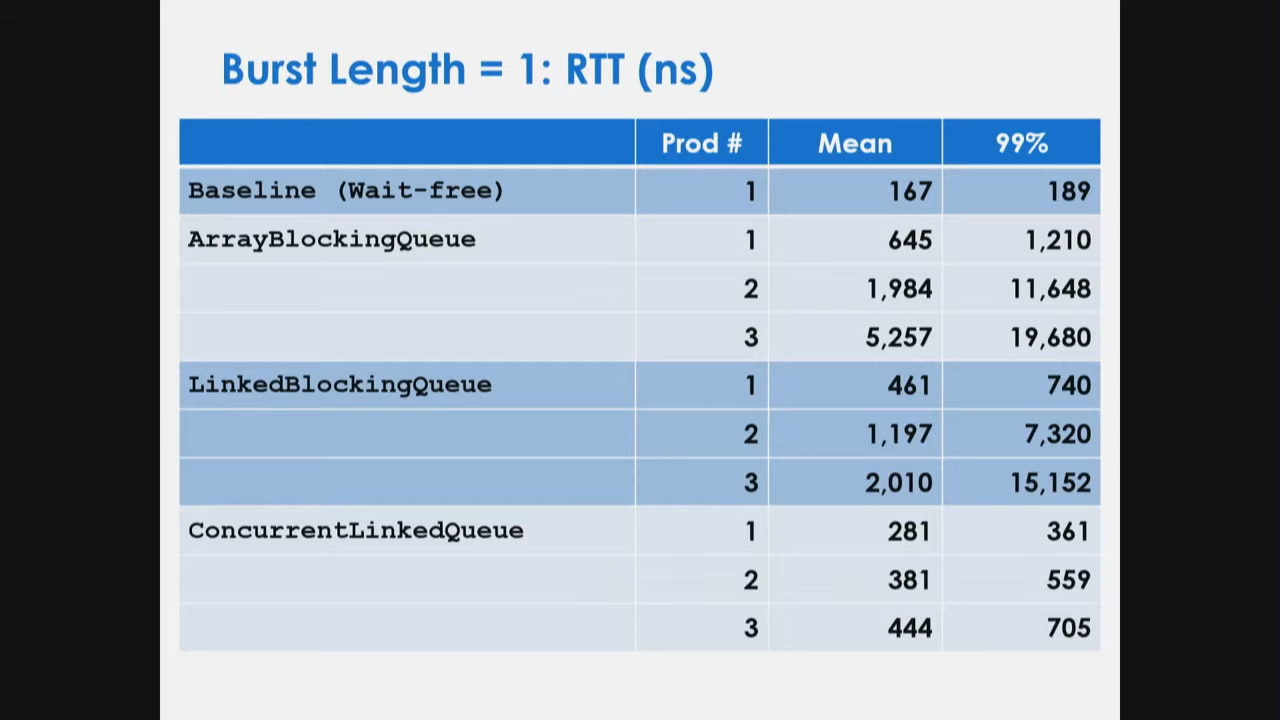 Burst Length = 1: RTT (ns)
Prod # Mean 99%
Baseline (Wait-free) 1 167 189
ArrayBlockingQueue 1 645 1,210
2 1,984 11,648
3 5,257 19,680
LinkedBlockingQueue 1 461 740
2 1,197 7,320
3 2,010 15,152
ConcurrentLinkedQueue 1 281 361
2 381 559
3 444 705